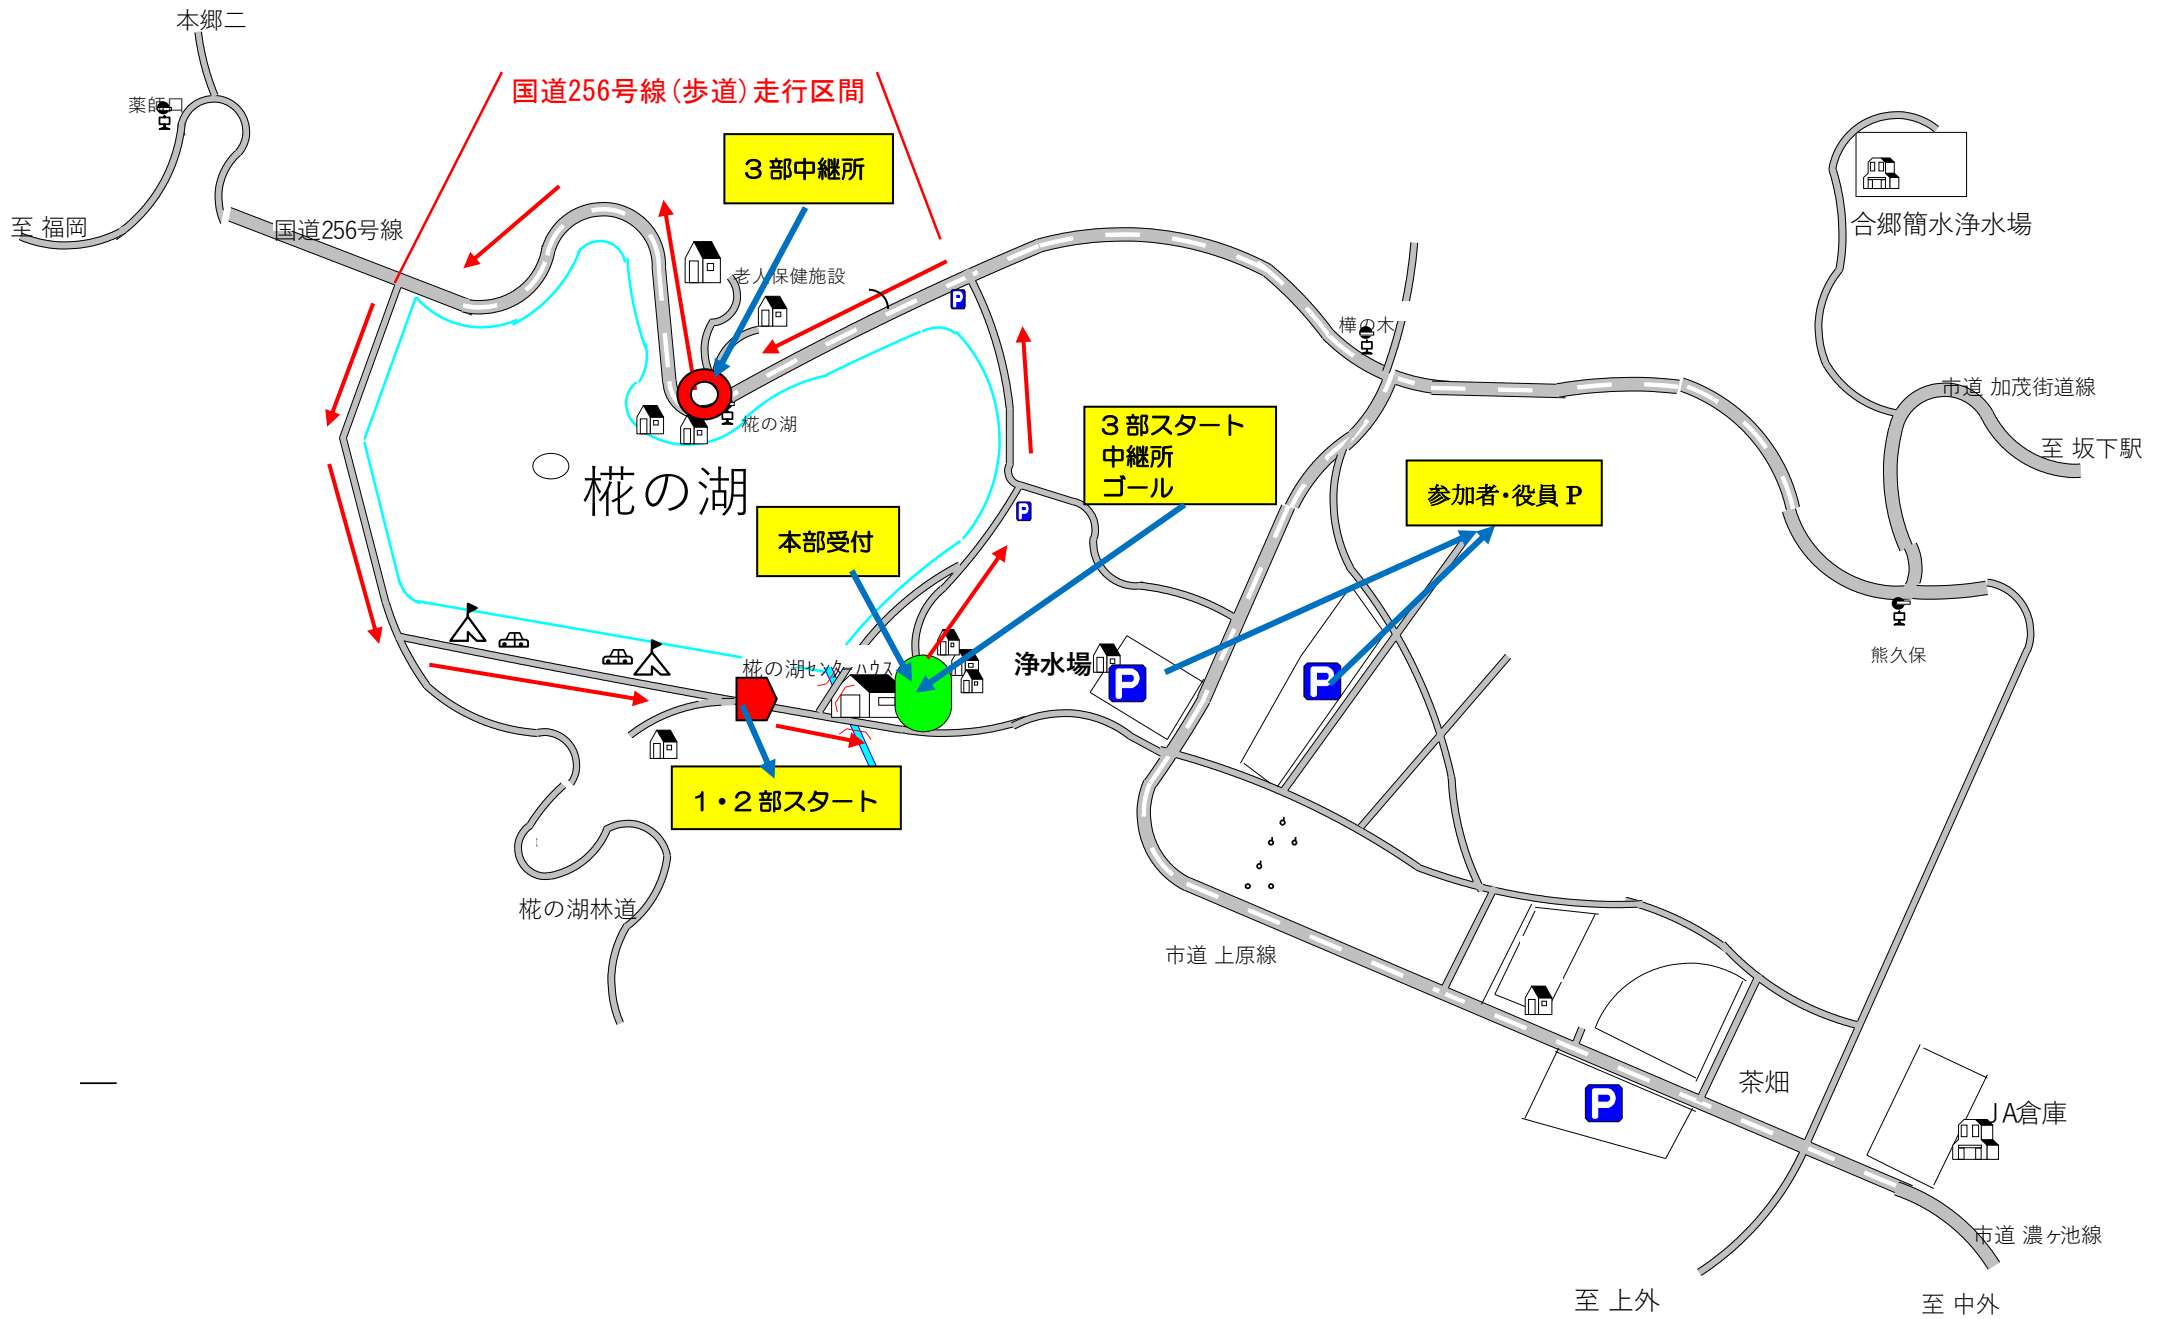 本郷二
薬師口
国道256号線(歩道)走行区間
3部中継所
至 福岡
国道256号線
合郷簡水浄水場
老人保健施設
P
樺の木
市道 加茂街道線
椛の湖
3部スタート
中継所
ゴール
至 坂下駅
椛の湖
参加者・役員 P
P
本部受付
熊久保
浄水場
椛の湖センターハウス
P
P
1・2部スタート
椛の湖林道
市道 上原線
茶畑
P
JA倉庫
市道 濃ヶ池線
至 上外
至 中外